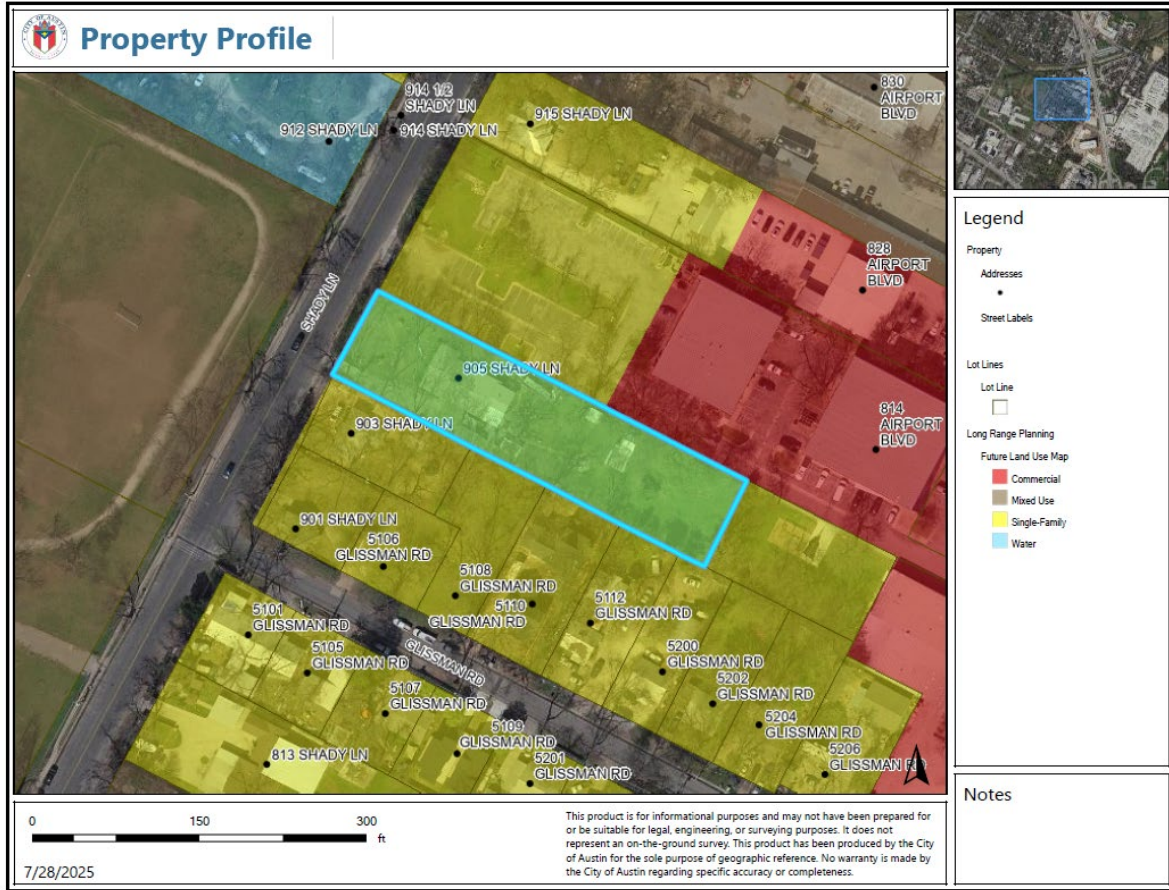 Property Profile
914 1/2
SHADY LN
912 SHADY LN
914 SHADY LN
915 SHADY LN
830
AIRPORT
BLVD
828
AIRPORT
BLVD
SHADY LN
905 SHADY LN
814
AIRPORT
BLVD
903 SHADY LN
901 SHADY LN
5106
GLISSMAN RD
5108
GLISSMAN RD
5110
GLISSMAN RD
5112
GLISSMAN RD
5101
GLISSMAN RD
GLISSMAN RD
5105
GLISSMAN RD
5200
GLISSMAN RD
5107
GLISSMAN RD
5202
GLISSMAN RD
5109
GLISSMAN RD
5204
GLISSMAN RD
813 SHADY LN
5201
GLISSMAN RD
5206
GLISSMAN RD
Legend
Property
Addresses
Street Labels
Lot Lines
Lot Line
Long Range Planning
Future Land Use Map
Commercial
Mixed Use
Single-Family
Water
Notes
0 150 300
ft
7/28/2025
This product is for informational purposes and may not have been prepared for
or be suitable for legal, engineering, or surveying purposes. It does not
represent an on-the-ground survey. This product has been produced by the City
of Austin for the sole purpose of geographic reference. No warranty is made by
the City of Austin regarding specific accuracy or completeness.